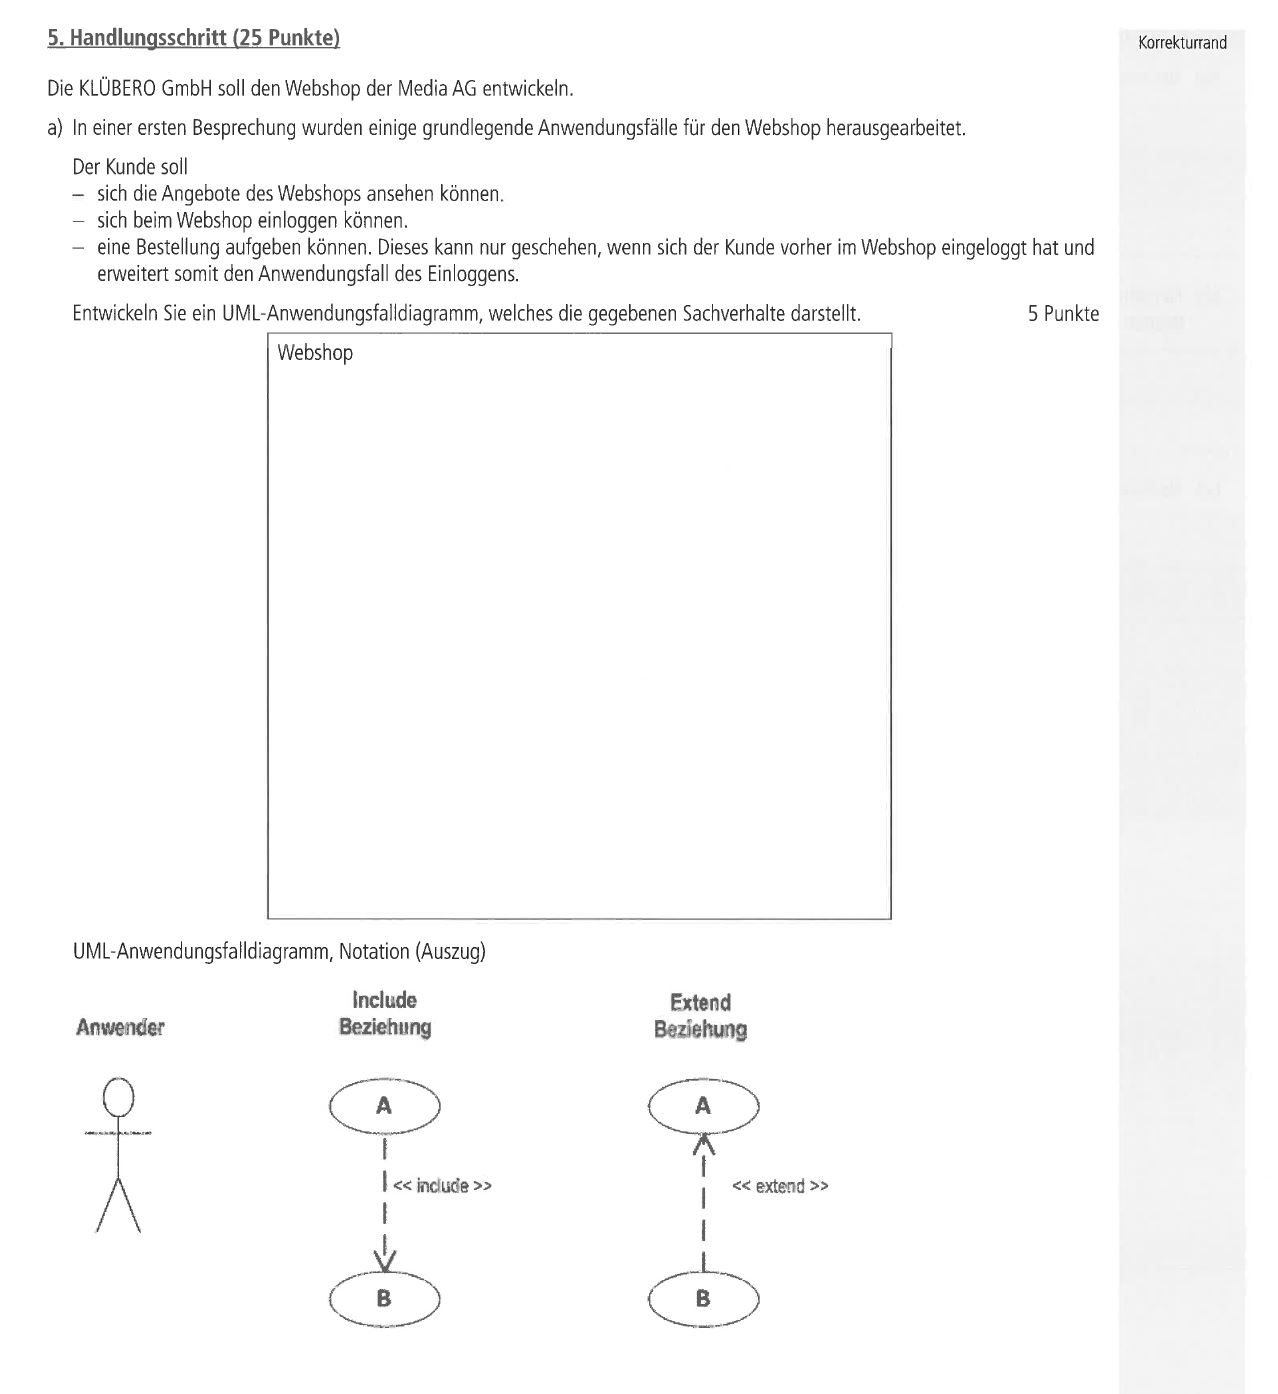 5. Handlungsschritt (25 Punkte)
Korrekturrand
Die KLÜBERO GmbH soll den Webshop der Media AG entwickeln.
a) In einer ersten Besprechung wurden einige grundlegende Anwendungsfälle für den Webshop herausgearbeitet.
Der Kunde soll
– sich die Angebote des Webshops ansehen können.
– sich beim Webshop einloggen können.
– eine Bestellung aufgeben können. Dieses kann nur geschehen, wenn sich der Kunde vorher im Webshop eingeloggt hat und
erweitert somit den Anwendungsfall des Einloggens.
Entwickeln Sie ein UML-Anwendungsfalldiagramm, welches die gegebenen Sachverhalte darstellt. 5 Punkte
Webshop
UML-Anwendungsfalldiagramm, Notation (Auszug)
Anwender
Include
Beziehung
A
<< include >>
B
Extend
Beziehung
A
<< extend >>
B